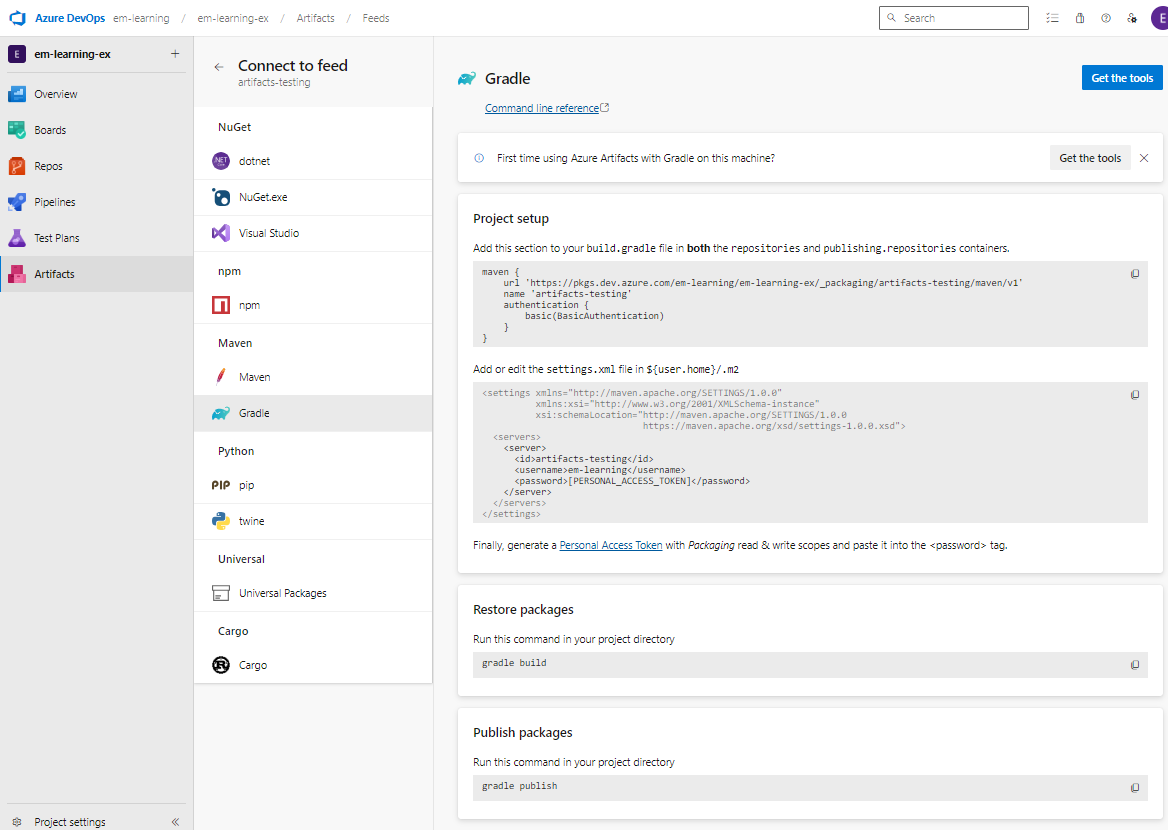 Azure DevOps em-learning / em-learning-ex / Artifacts / Feeds
Search
E
E em-learning-ex +
Overview
Boards
Repos
Pipelines
Test Plans
Artifacts
Project settings
Connect to feed
artifacts-testing
NuGet
dotnet
NuGet.exe
Visual Studio
npm
npm
Maven
Maven
Gradle
Python
PIP pip
twine
Universal
Universal Packages
Cargo
Cargo
Gradle
Get the tools
Command line reference
First time using Azure Artifacts with Gradle on this machine?
Get the tools
Project setup
Add this section to your build.gradle file in both the repositories and publishing.repositories containers.
maven {
    url 'https://pkgs.dev.azure.com/em-learning/em-learning-ex/_packaging/artifacts-testing/maven/v1'
    name 'artifacts-testing'
    authentication {
        basic(BasicAuthentication)
    }
}
Add or edit the settings.xml file in ${user.home}/.m2
<settings xmlns="http://maven.apache.org/SETTINGS/1.0.0"
          xmlns:xsi="http://www.w3.org/2001/XMLSchema-instance"
          xsi:schemaLocation="http://maven.apache.org/SETTINGS/1.0.0
                              https://maven.apache.org/xsd/settings-1.0.0.xsd">
  <servers>
    <server>
      <id>artifacts-testing</id>
      <username>em-learning</username>
      <password>[PERSONAL_ACCESS_TOKEN]</password>
    </server>
  </servers>
</settings>
Finally, generate a Personal Access Token with Packaging read & write scopes and paste it into the <password> tag.
Restore packages
Run this command in your project directory
gradle build
Publish packages
Run this command in your project directory
gradle publish